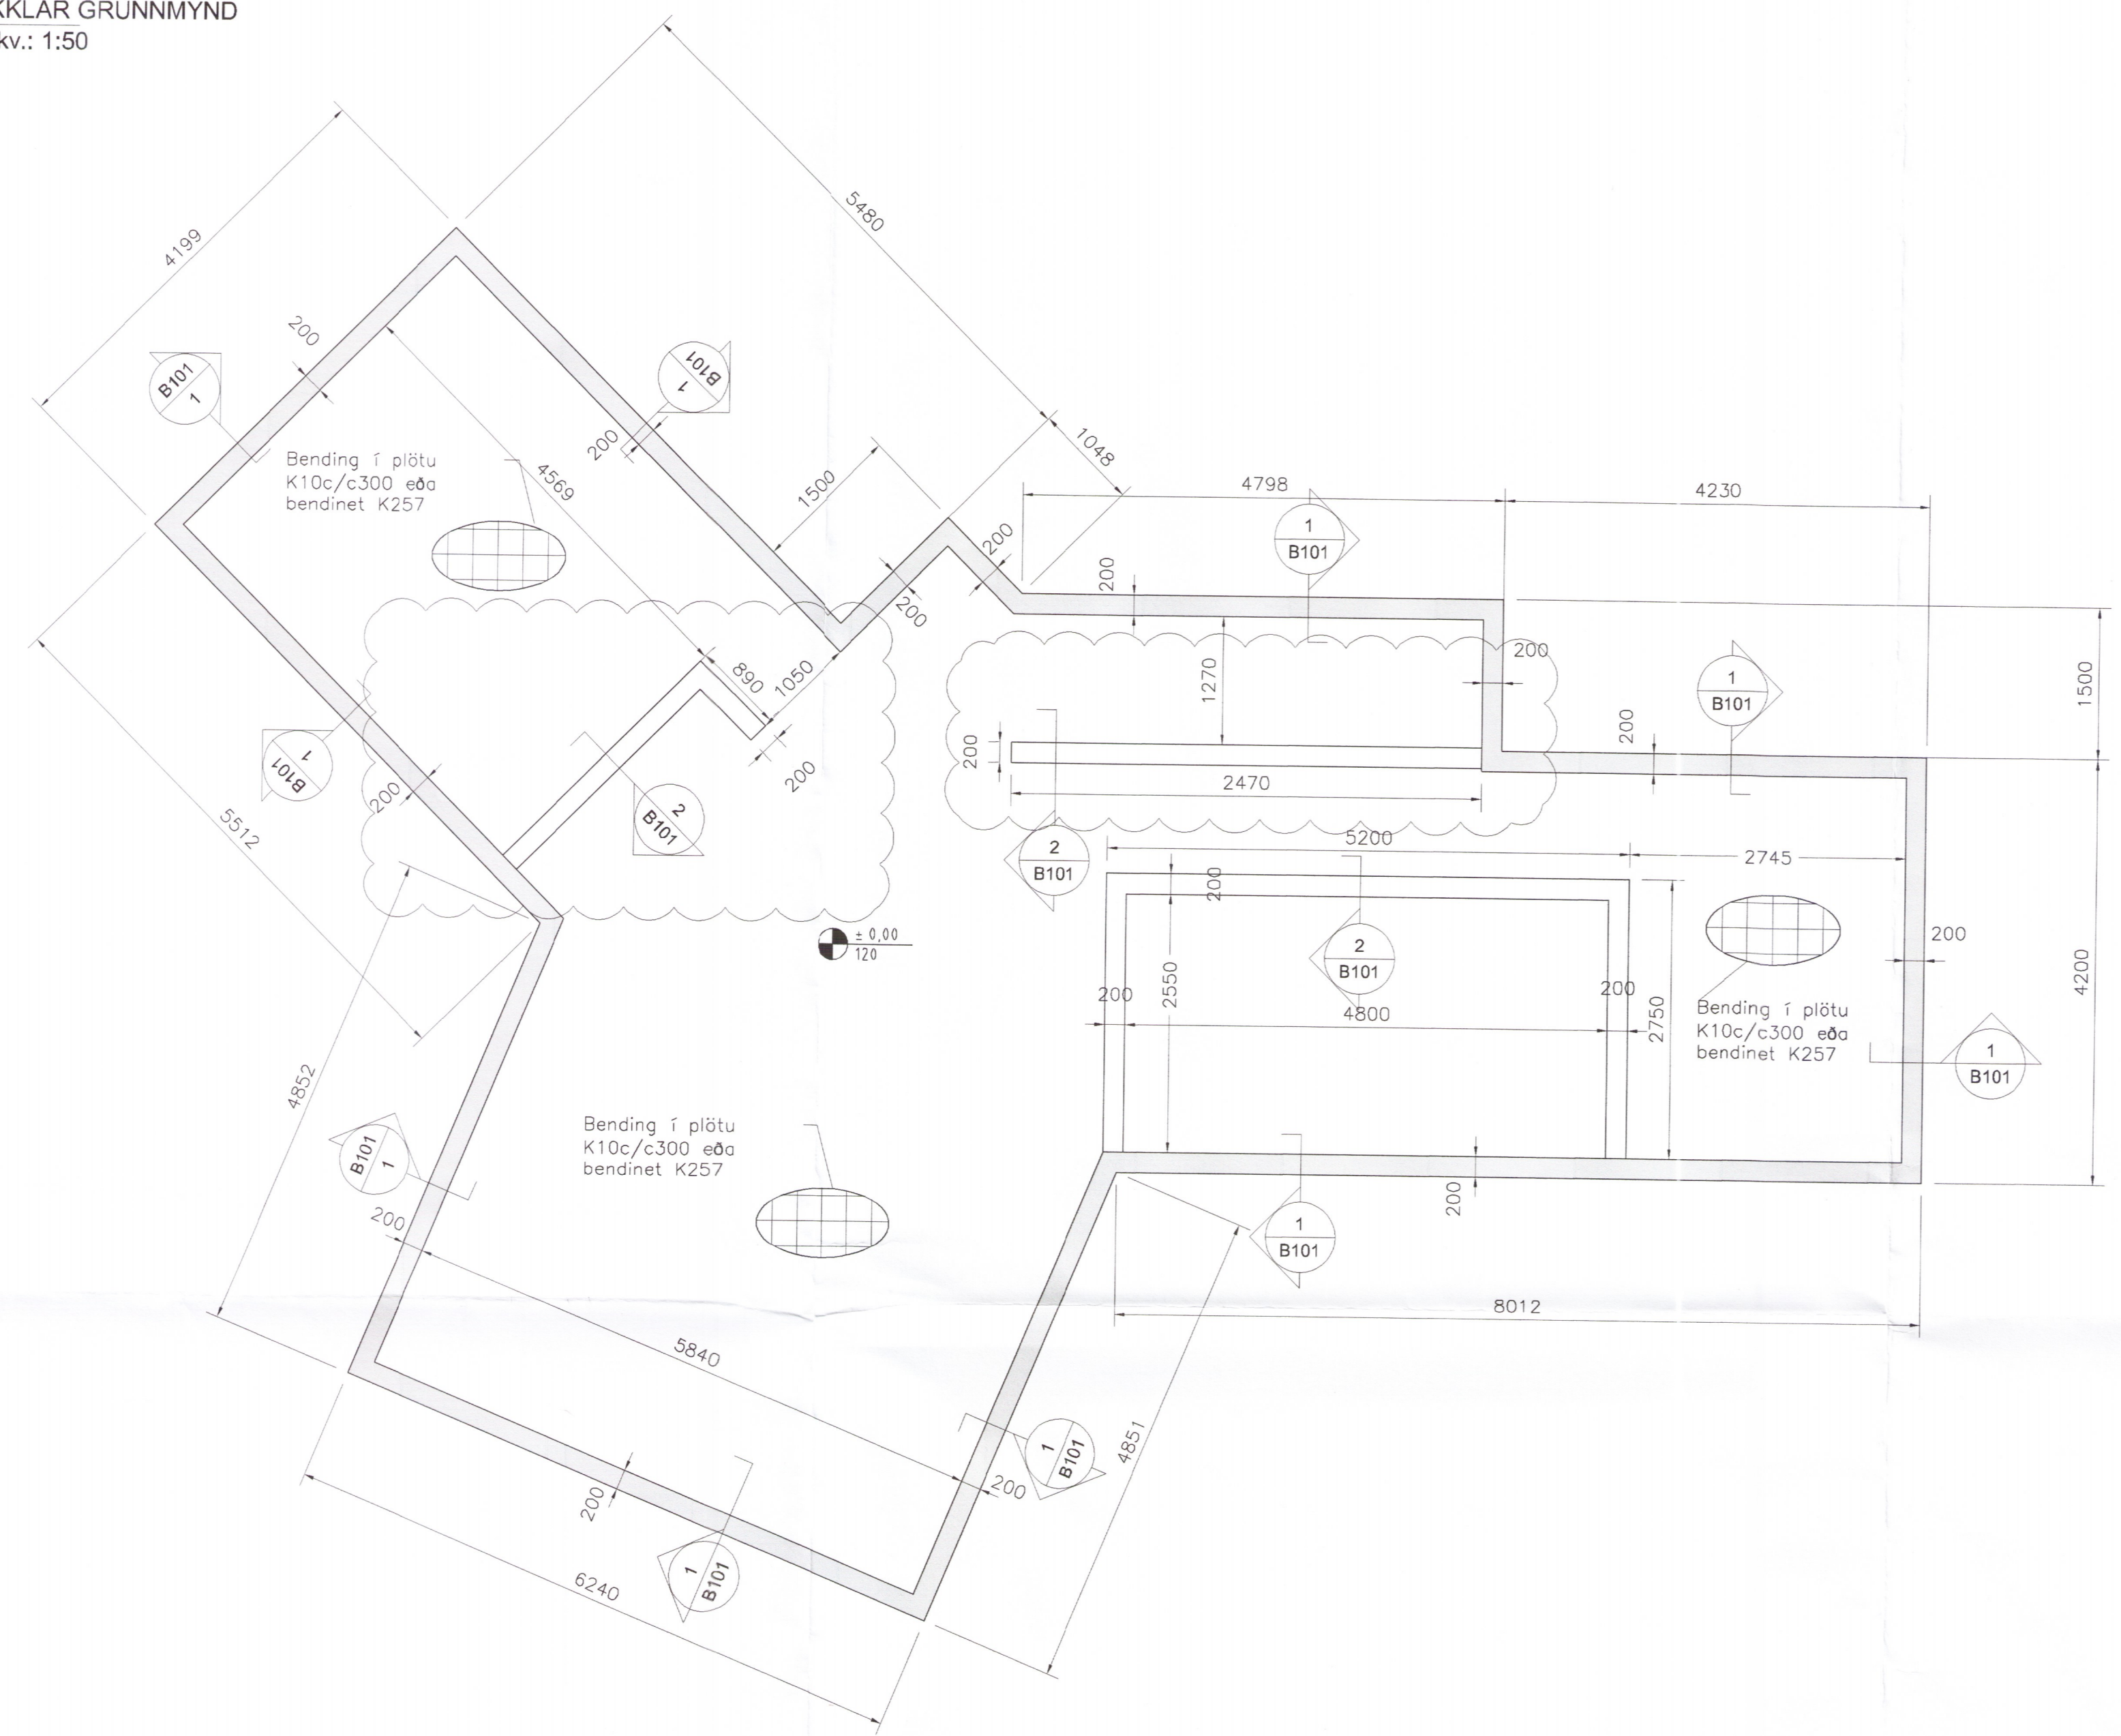 KKLAR GRUNNMYND
kv.: 1:50
5480
4199
200
B101
1
B101
1
200
1048
4569
1500
4798
4230
Bending í plötu
K10c/c300 eða
bendinet K257
1
B101
200
200
200
200
1270
890
1050
200
1
B101
1500
200
200
200
2470
B101
1
200
5512
2
B101
2
B101
5200
2745
200
± 0,00
120
200
2
B101
2550
200
200
4800
2750
4200
Bending í plötu
K10c/c300 eða
bendinet K257
1
B101
4852
Bending í plötu
K10c/c300 eða
bendinet K257
B101
1
200
200
1
B101
8012
5840
4851
1
B101
200
200
1
B101
6240